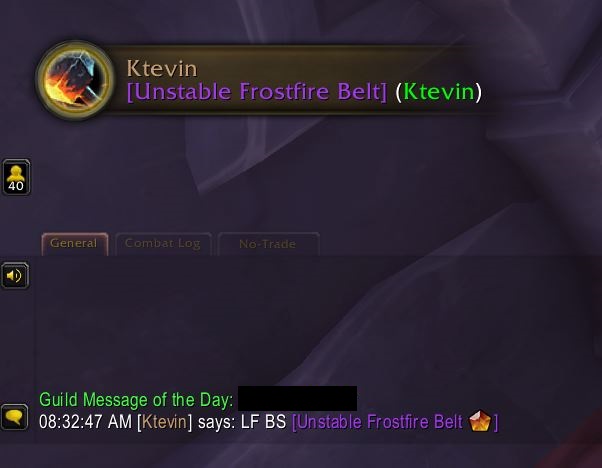 Ktevin
[Unstable Frostfire Belt] (Ktevin)
40
General Combat Log No-Trade
Guild Message of the Day:
08:32:47 AM [Ktevin] says: LF BS [Unstable Frostfire Belt ]